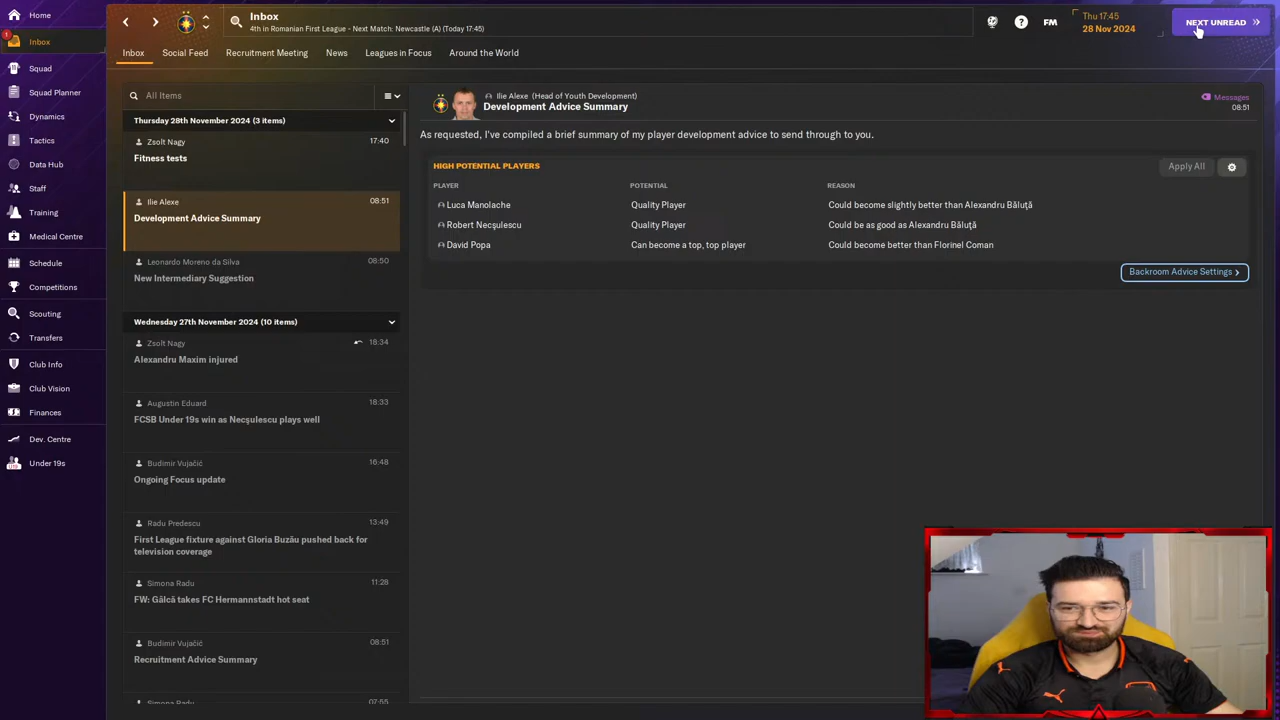 Home
1
Inbox
Squad
Squad Planner
Dynamics
Tactics
Data Hub
Staff
Training
Medical Centre
Schedule
Competitions
Scouting
Transfers
Club Info
Club Vision
Finances
Dev. Centre
U19
Under 19s
Inbox
4th in Romanian First League - Next Match: Newcastle (A) (Today 17:45)
?
FM
Thu 17:45
28 Nov 2024
NEXT UNREAD
Inbox Social Feed Recruitment Meeting News Leagues in Focus Around the World
All Items
Thursday 28th November 2024 (3 items)
Zsolt Nagy 17:40
Fitness tests
Ilie Alexe 08:51
Development Advice Summary
Leonardo Moreno da Silva 08:50
New Intermediary Suggestion
Wednesday 27th November 2024 (10 items)
Zsolt Nagy 18:34
Alexandru Maxim injured
Augustin Eduard 18:33
FCSB Under 19s win as Necşulescu plays well
Budimir Vujačić 16:48
Ongoing Focus update
Radu Predescu 13:49
First League fixture against Gloria Buzău pushed back for
television coverage
Simona Radu 11:28
FW: Gâlcă takes FC Hermannstadt hot seat
Budimir Vujačić 08:51
Recruitment Advice Summary
Simona Radu 07:55
Ilie Alexe (Head of Youth Development)
Development Advice Summary
Messages
08:51
As requested, I've compiled a brief summary of my player development advice to send through to you.
HIGH POTENTIAL PLAYERS
Apply All
PLAYER POTENTIAL REASON
Luca Manolache Quality Player Could become slightly better than Alexandru Băluţă
Robert Necşulescu Quality Player Could be as good as Alexandru Băluţă
David Popa Can become a top, top player Could become better than Florinel Coman
Backroom Advice Settings